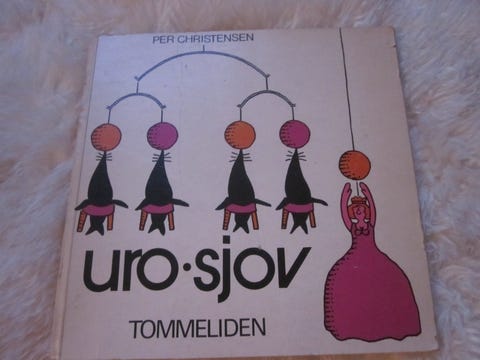 PER CHRISTENSEN
uro·sjov
TOMMELIDEN